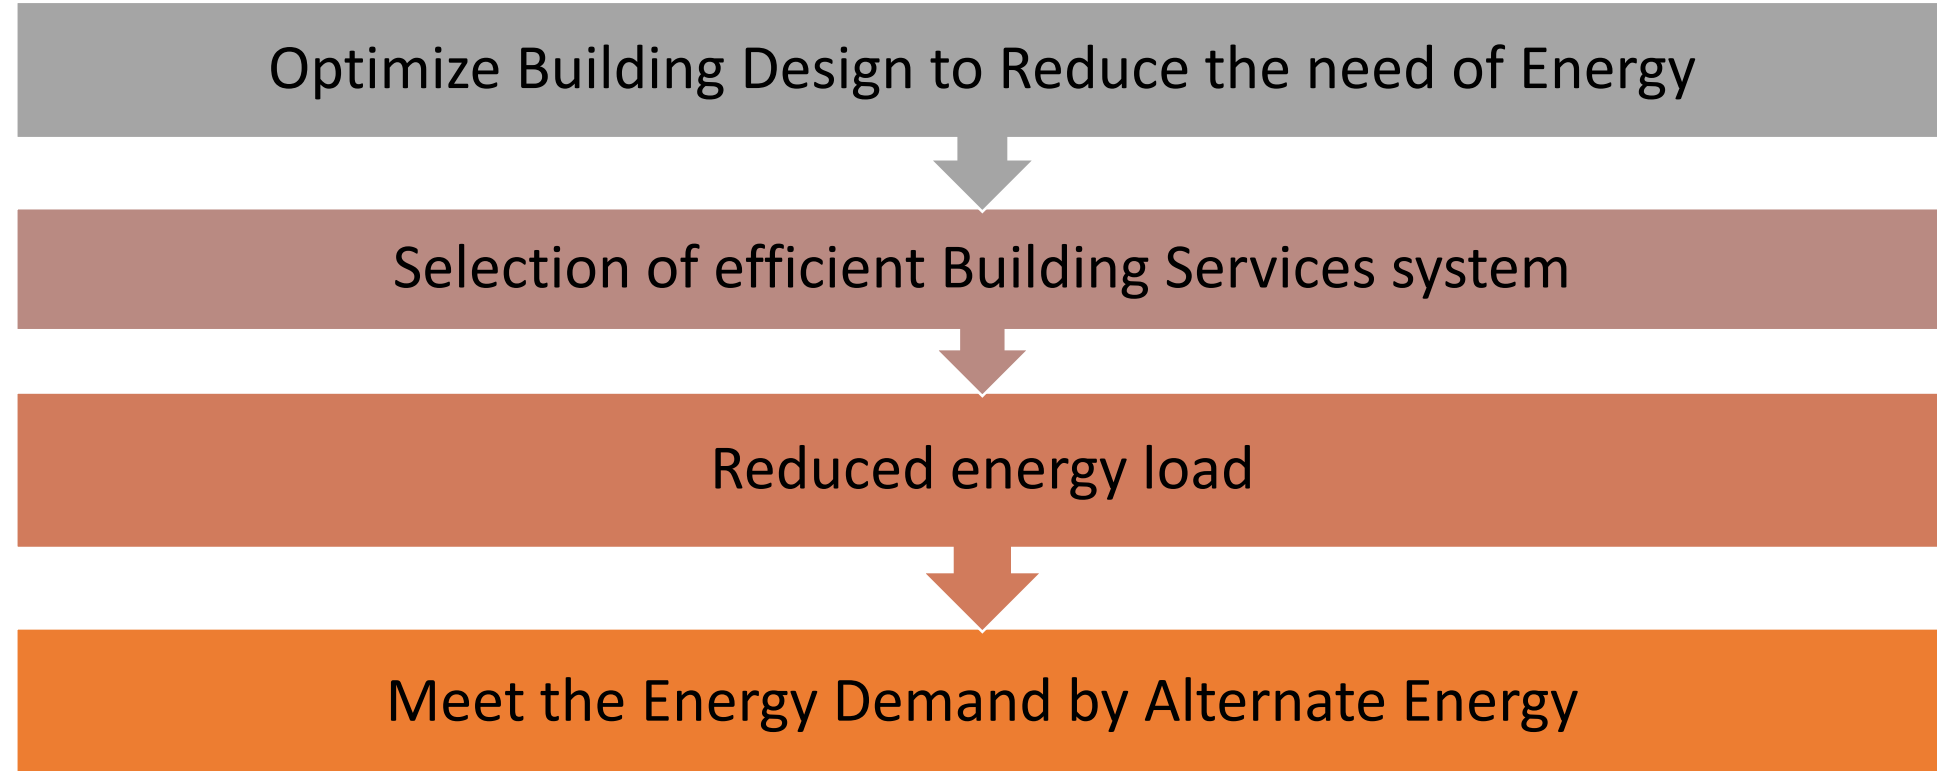 Optimize Building Design to Reduce the need of Energy
Selection of efficient Building Services system
Reduced energy load
Meet the Energy Demand by Alternate Energy